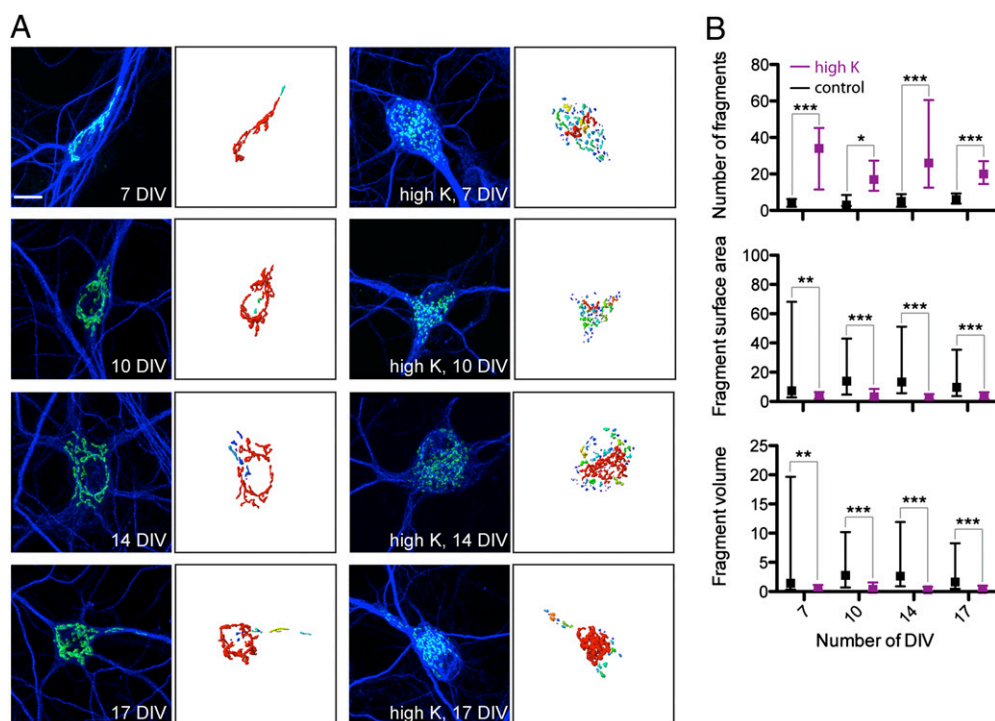 A
7 DIV
high K, 7 DIV
10 DIV
high K, 10 DIV
14 DIV
high K, 14 DIV
17 DIV
high K, 17 DIV
B
high K
control
Number of fragments
80
60
40
20
0
***
*
***
***
Fragment surface area
100
80
60
40
20
0
**
***
***
***
Fragment volume
25
20
15
10
5
0
**
***
***
***
7
10
14
17
Number of DIV